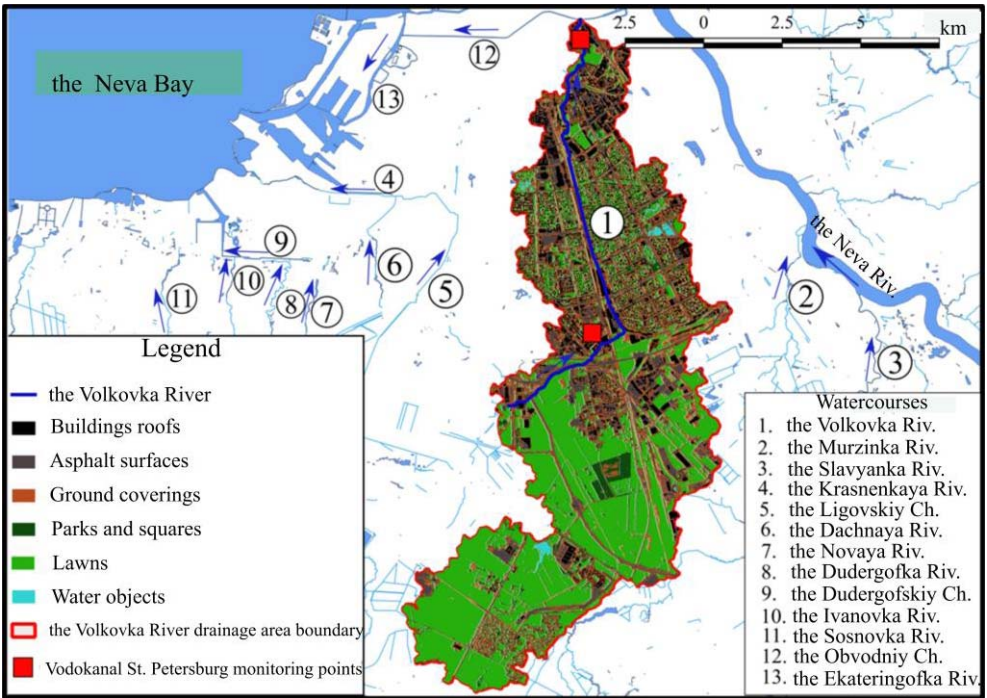 2.5 0 2.5 5
km
12
the Neva Bay
13
4
1
the Neva Riv.
9
6
10
5
11
8
7
2
3
Legend
the Volkovka River
Buildings roofs
Asphalt surfaces
Ground coverings
Parks and squares
Lawns
Water objects
the Volkovka River drainage area boundary
Vodokanal St. Petersburg monitoring points
Watercourses
1. the Volkovka Riv.
2. the Murzinka Riv.
3. the Slavyanka Riv.
4. the Krasnenkaya Riv.
5. the Ligovskiy Ch.
6. the Dachnaya Riv.
7. the Novaya Riv.
8. the Dudergofka Riv.
9. the Dudergofskiy Ch.
10. the Ivanovka Riv.
11. the Sosnovka Riv.
12. the Obvodniy Ch.
13. the Ekateringofka Riv.